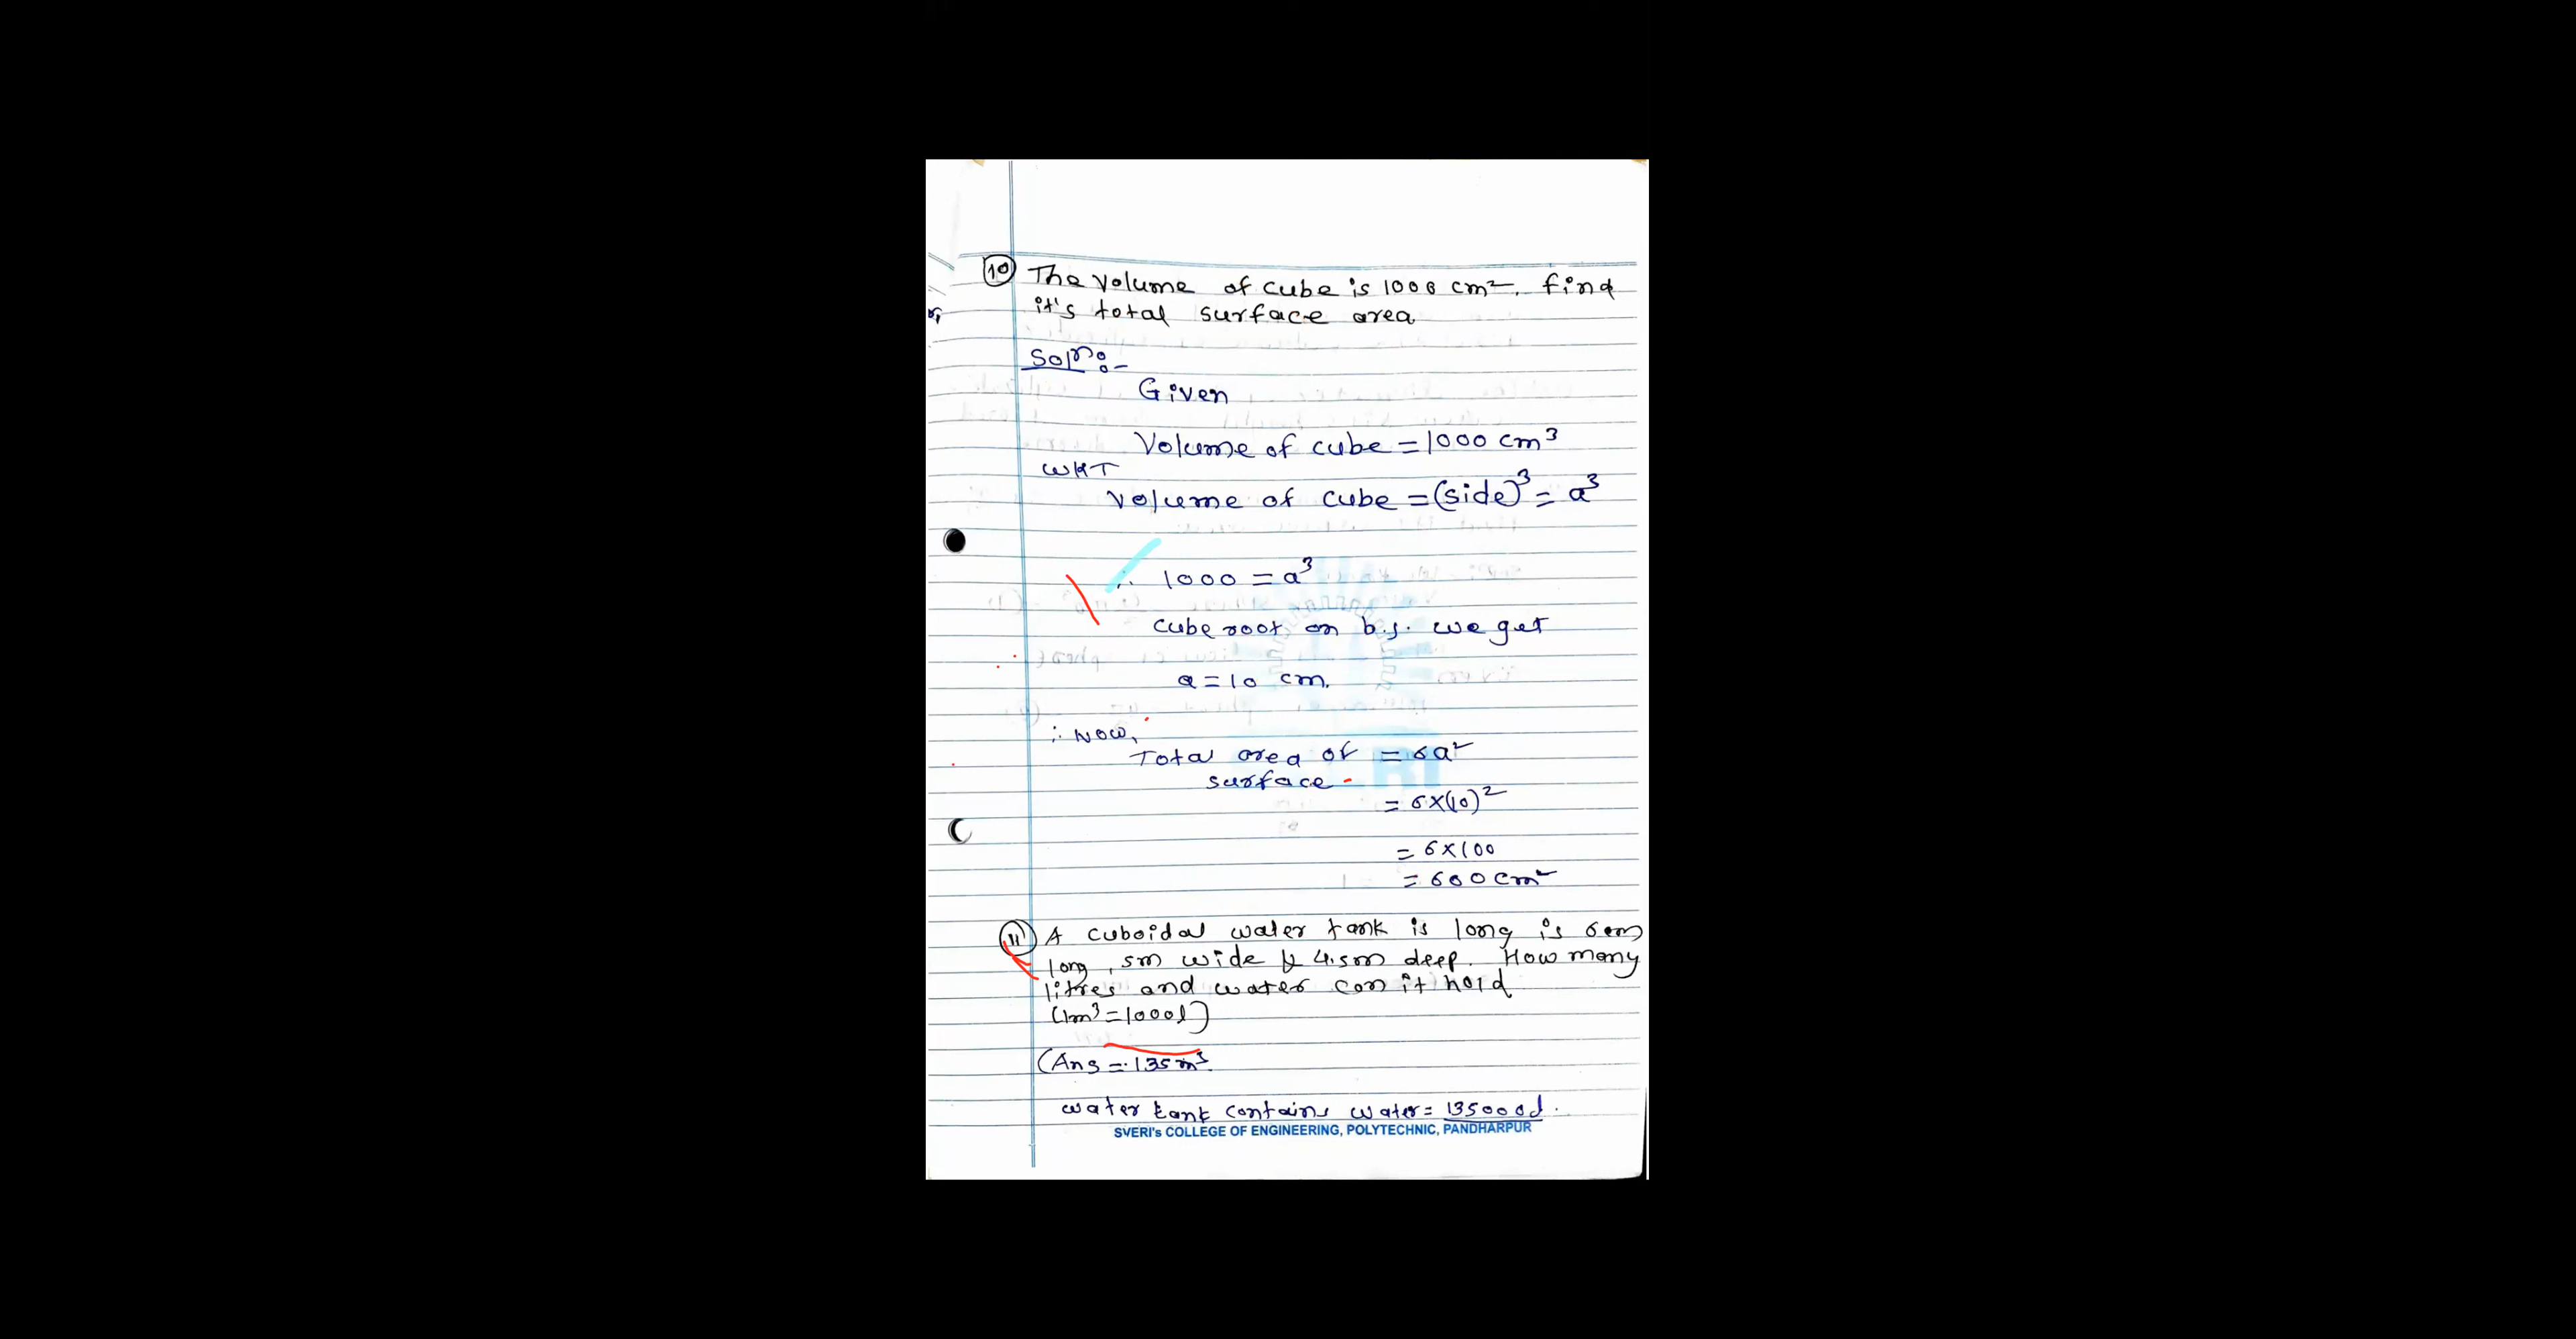 10 The volume of cube is 1000 cm², find
it's total surface area
Solⁿ:-
Given
Volume of cube = 1000 cm³
WKT
volume of cube = (side)³ = a³
∴ 1000 = a³
cube root on b.s. we get
a = 10 cm.
∴ Now,
Total area of = 6a²
surface
= 6×(10)²
= 6×100
= 600 cm²
11 A cuboidal water tank is long is 6m
long, 5m wide & 4.5m deep. How many
litres and water can it hold
(1m³ = 1000l)
(Ans = 135 m³
water tank contains water = 135000l.
SVERI's COLLEGE OF ENGINEERING, POLYTECHNIC, PANDHARPUR